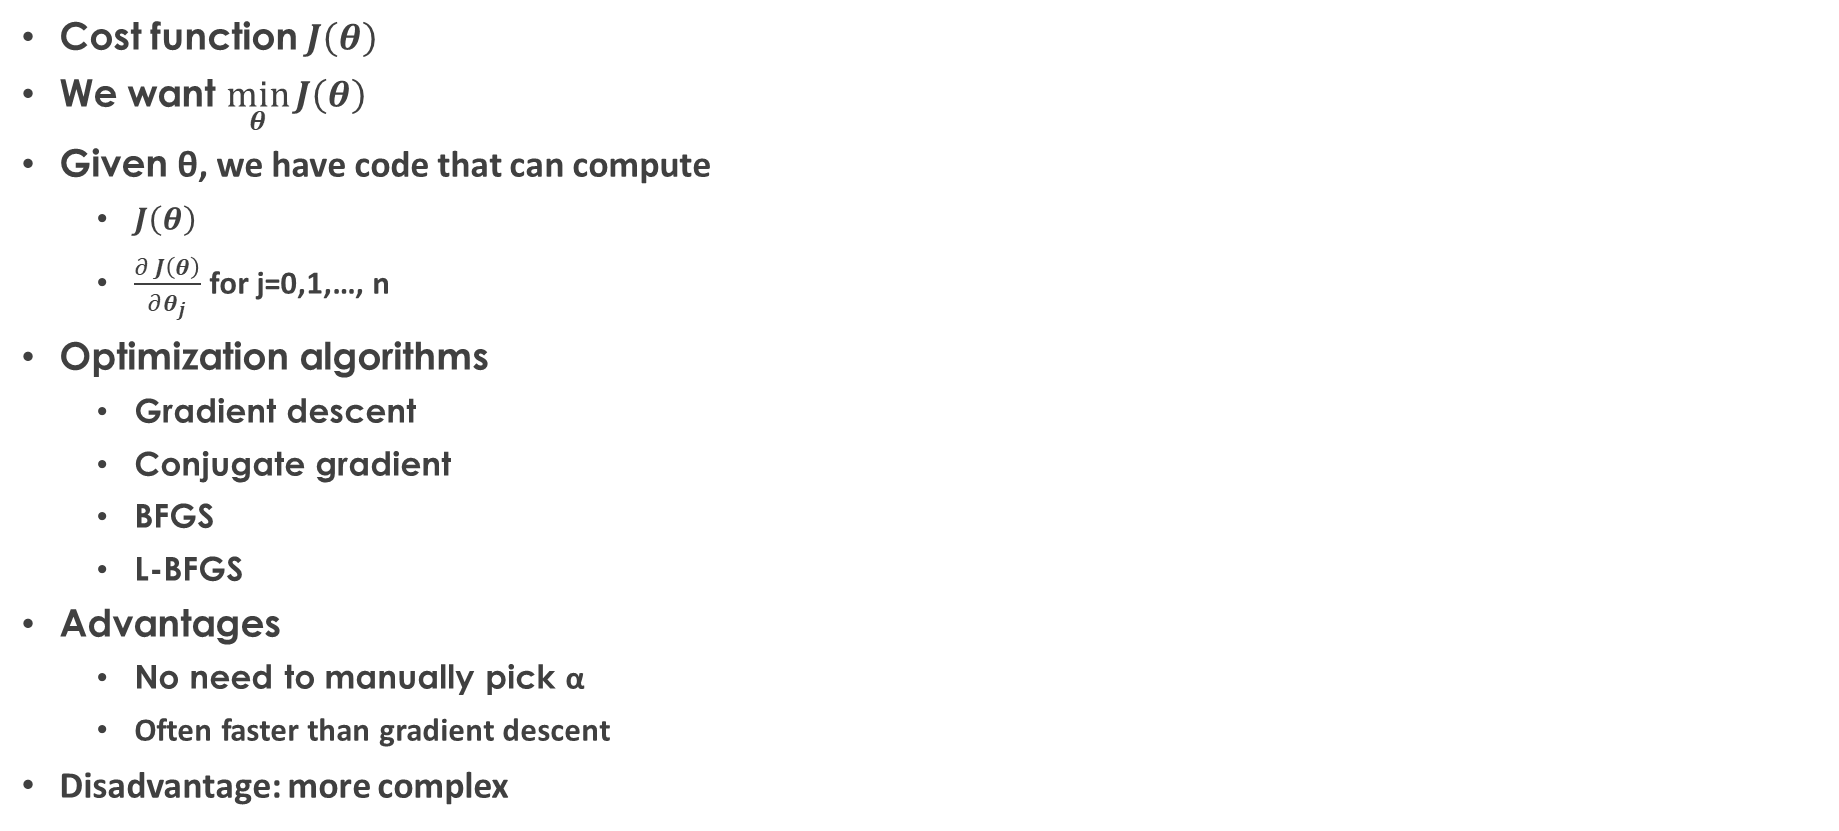 • Cost function J(θ)
• We want min J(θ)
θ
• Given θ, we have code that can compute
• J(θ)
• ∂ J(θ) / ∂θj for j=0,1,..., n
• Optimization algorithms
• Gradient descent
• Conjugate gradient
• BFGS
• L-BFGS
• Advantages
• No need to manually pick α
• Often faster than gradient descent
• Disadvantage: more complex